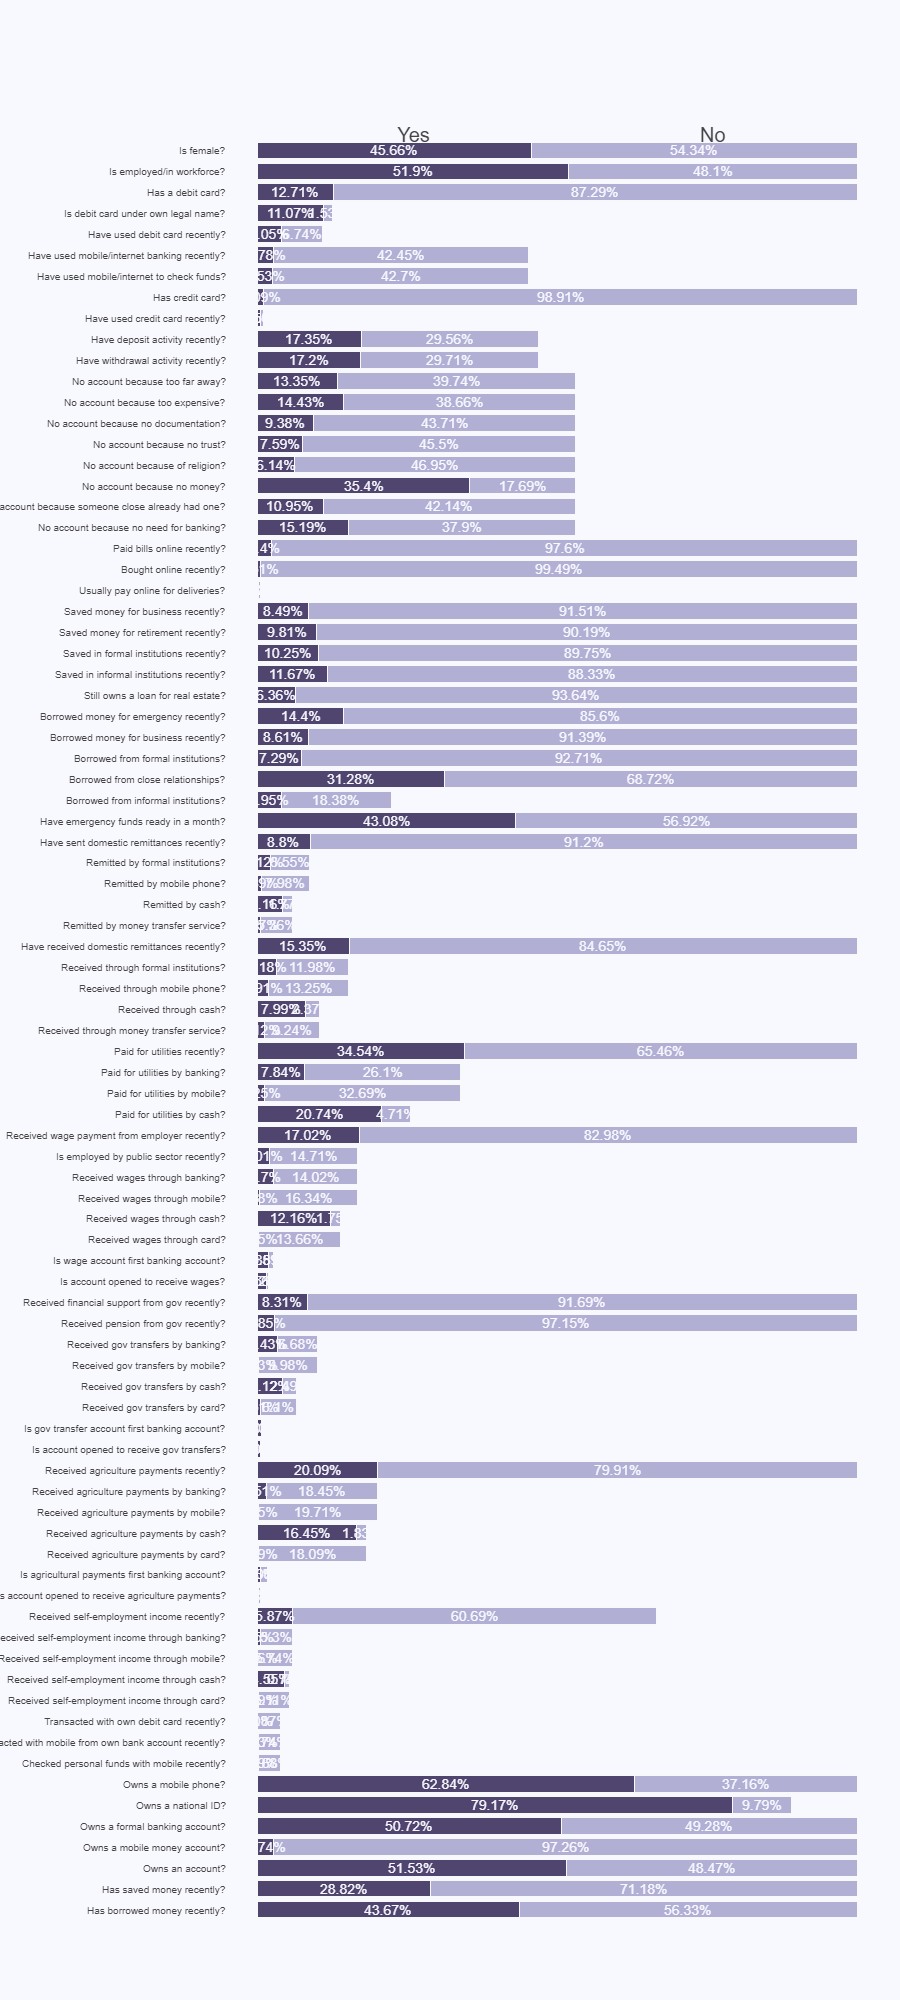 Yes No
Is female? 45.66% 54.34%
Is employed/in workforce? 51.9% 48.1%
Has a debit card? 12.71% 87.29%
Is debit card under own legal name? 11.07%
Have used debit card recently? .05% 6.74%
Have used mobile/internet banking recently? 78% 42.45%
Have used mobile/internet to check funds? 53% 42.7%
Has credit card? 98.91%
Have used credit card recently?
Have deposit activity recently? 17.35% 29.56%
Have withdrawal activity recently? 17.2% 29.71%
No account because too far away? 13.35% 39.74%
No account because too expensive? 14.43% 38.66%
No account because no documentation? 9.38% 43.71%
No account because no trust? 7.59% 45.5%
No account because of religion? 6.14% 46.95%
No account because no money? 35.4% 17.69%
account because someone close already had one? 10.95% 42.14%
No account because no need for banking? 15.19% 37.9%
Paid bills online recently? .4% 97.6%
Bought online recently? 1% 99.49%
Usually pay online for deliveries?
Saved money for business recently? 8.49% 91.51%
Saved money for retirement recently? 9.81% 90.19%
Saved in formal institutions recently? 10.25% 89.75%
Saved in informal institutions recently? 11.67% 88.33%
Still owns a loan for real estate? 6.36% 93.64%
Borrowed money for emergency recently? 14.4% 85.6%
Borrowed money for business recently? 8.61% 91.39%
Borrowed from formal institutions? 7.29% 92.71%
Borrowed from close relationships? 31.28% 68.72%
Borrowed from informal institutions? .95% 18.38%
Have emergency funds ready in a month? 43.08% 56.92%
Have sent domestic remittances recently? 8.8% 91.2%
Remitted by formal institutions?
Remitted by mobile phone?
Remitted by cash?
Remitted by money transfer service?
Have received domestic remittances recently? 15.35% 84.65%
Received through formal institutions? 18% 11.98%
Received through mobile phone? 91% 13.25%
Received through cash? 7.99%
Received through money transfer service? 9.24%
Paid for utilities recently? 34.54% 65.46%
Paid for utilities by banking? 7.84% 26.1%
Paid for utilities by mobile? 25% 32.69%
Paid for utilities by cash? 20.74% 4.71%
Received wage payment from employer recently? 17.02% 82.98%
Is employed by public sector recently? 01% 14.71%
Received wages through banking? .7% 14.02%
Received wages through mobile? 8% 16.34%
Received wages through cash? 12.16%
Received wages through card? 5% 13.66%
Is wage account first banking account?
Is account opened to receive wages?
Received financial support from gov recently? 8.31% 91.69%
Received pension from gov recently? 85% 97.15%
Received gov transfers by banking? .43% 6.68%
Received gov transfers by mobile? 9.98%
Received gov transfers by cash?
Received gov transfers by card?
Is gov transfer account first banking account?
Is account opened to receive gov transfers?
Received agriculture payments recently? 20.09% 79.91%
Received agriculture payments by banking? 51% 18.45%
Received agriculture payments by mobile? 5% 19.71%
Received agriculture payments by cash? 16.45% 1.83
Received agriculture payments by card? 9% 18.09%
Is agricultural payments first banking account?
s account opened to receive agriculture payments?
Received self-employment income recently? 5.87% 60.69%
eceived self-employment income through banking?
Received self-employment income through mobile?
Received self-employment income through cash?
Received self-employment income through card?
Transacted with own debit card recently?
acted with mobile from own bank account recently?
Checked personal funds with mobile recently?
Owns a mobile phone? 62.84% 37.16%
Owns a national ID? 79.17% 9.79%
Owns a formal banking account? 50.72% 49.28%
Owns a mobile money account? 74% 97.26%
Owns an account? 51.53% 48.47%
Has saved money recently? 28.82% 71.18%
Has borrowed money recently? 43.67% 56.33%